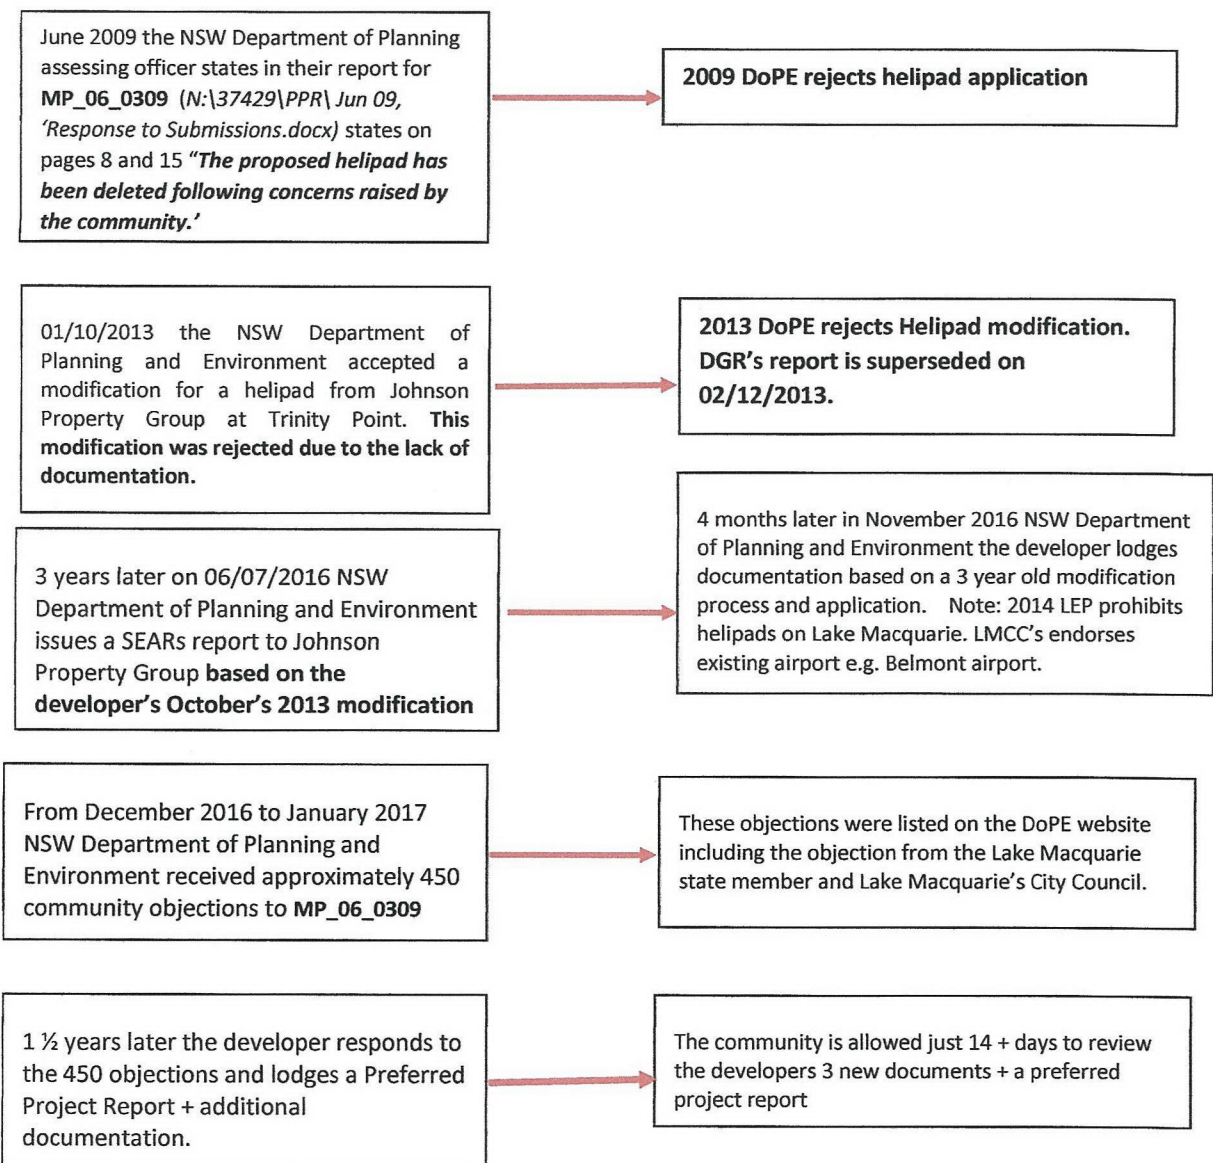 June 2009 the NSW Department of Planning
assessing officer states in their report for
MP_06_0309 (N:\37429\PPR\ Jun 09,
‘Response to Submissions.docx) states on
pages 8 and 15 “The proposed helipad has
been deleted following concerns raised by
the community.’
2009 DoPE rejects helipad application
01/10/2013 the NSW Department of
Planning and Environment accepted a
modification for a helipad from Johnson
Property Group at Trinity Point. This
modification was rejected due to the lack of
documentation.
2013 DoPE rejects Helipad modification.
DGR’s report is superseded on
02/12/2013.
3 years later on 06/07/2016 NSW
Department of Planning and Environment
issues a SEARs report to Johnson
Property Group based on the
developer’s October’s 2013 modification
4 months later in November 2016 NSW Department
of Planning and Environment the developer lodges
documentation based on a 3 year old modification
process and application. Note: 2014 LEP prohibits
helipads on Lake Macquarie. LMCC’s endorses
existing airport e.g. Belmont airport.
From December 2016 to January 2017
NSW Department of Planning and
Environment received approximately 450
community objections to MP_06_0309
These objections were listed on the DoPE website
including the objection from the Lake Macquarie
state member and Lake Macquarie’s City Council.
1 ½ years later the developer responds to
the 450 objections and lodges a Preferred
Project Report + additional
documentation.
The community is allowed just 14 + days to review
the developers 3 new documents + a preferred
project report